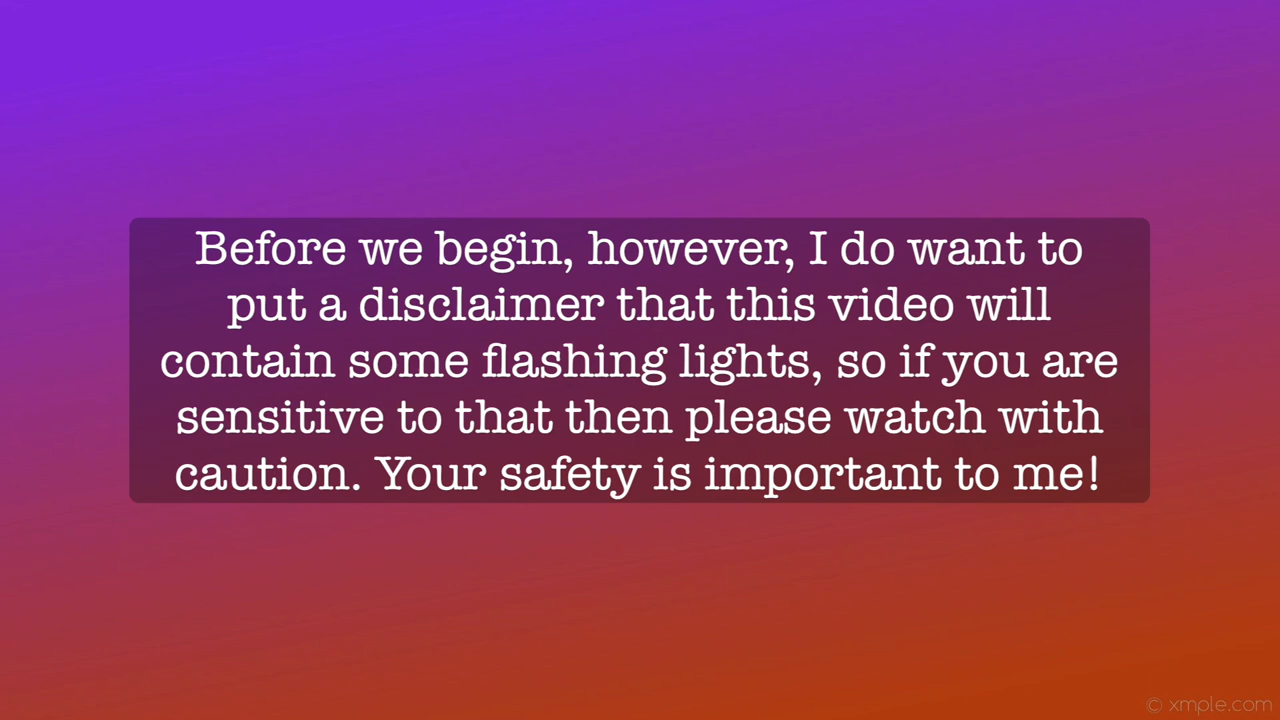 Before we begin, however, I do want to
put a disclaimer that this video will
contain some flashing lights, so if you are
sensitive to that then please watch with
caution. Your safety is important to me!
© xmple.com